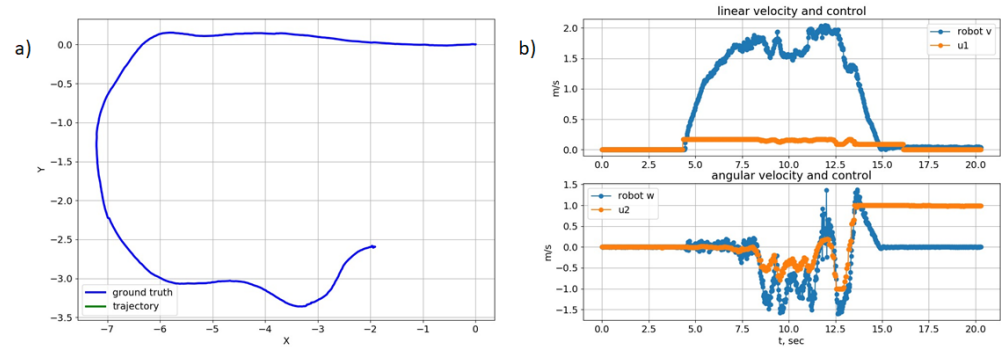 a)
0.0
−0.5
−1.0
−1.5
−2.0
−2.5
−3.0
−3.5
Y
ground truth
trajectory
−7 −6 −5 −4 −3 −2 −1 0
X
b)
linear velocity and control
2.0
1.5
1.0
0.5
0.0
m/s
robot v
u1
0.0 2.5 5.0 7.5 10.0 12.5 15.0 17.5 20.0
angular velocity and control
1.5
1.0
0.5
0.0
−0.5
−1.0
−1.5
m/s
robot w
u2
0.0 2.5 5.0 7.5 10.0 12.5 15.0 17.5 20.0
t, sec